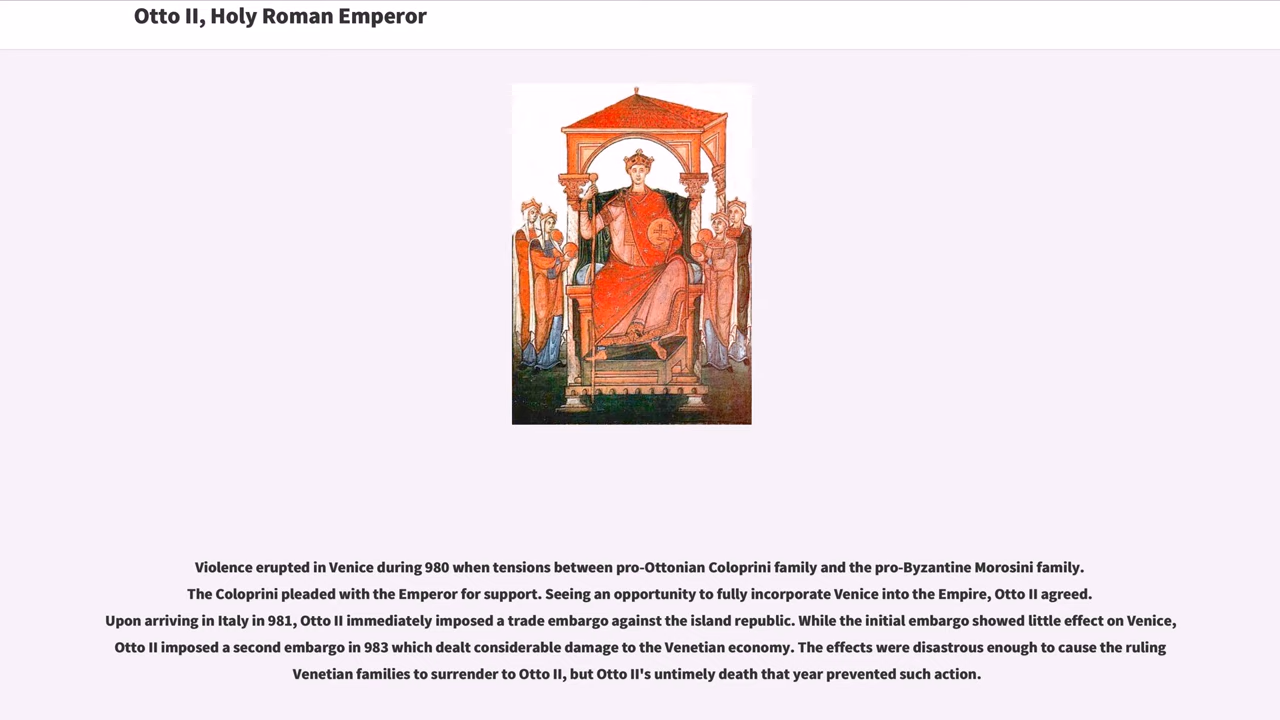 Otto II, Holy Roman Emperor
Violence erupted in Venice during 980 when tensions between pro-Ottonian Coloprini family and the pro-Byzantine Morosini family.
The Coloprini pleaded with the Emperor for support. Seeing an opportunity to fully incorporate Venice into the Empire, Otto II agreed.
Upon arriving in Italy in 981, Otto II immediately imposed a trade embargo against the island republic. While the initial embargo showed little effect on Venice,
Otto II imposed a second embargo in 983 which dealt considerable damage to the Venetian economy. The effects were disastrous enough to cause the ruling
Venetian families to surrender to Otto II, but Otto II's untimely death that year prevented such action.